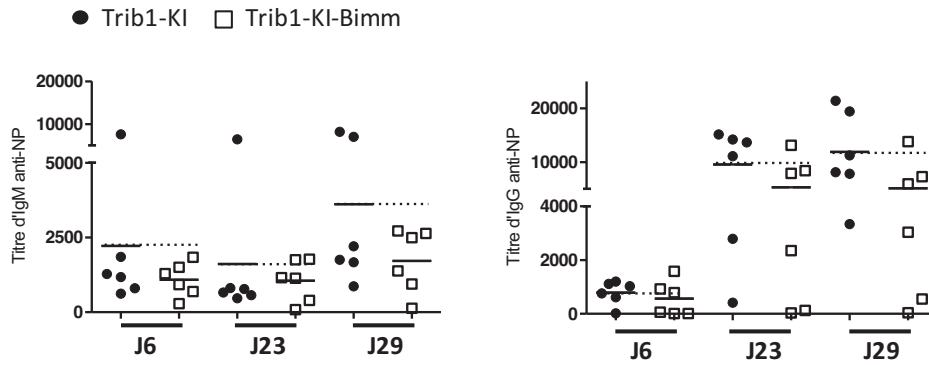 Trib1-KI Trib1-KI-Bimm
Titre d'IgM anti-NP
20000
10000
5000
2500
0
J6 J23 J29
Titre d'IgG anti-NP
20000
10000
4000
2000
0
J6 J23 J29